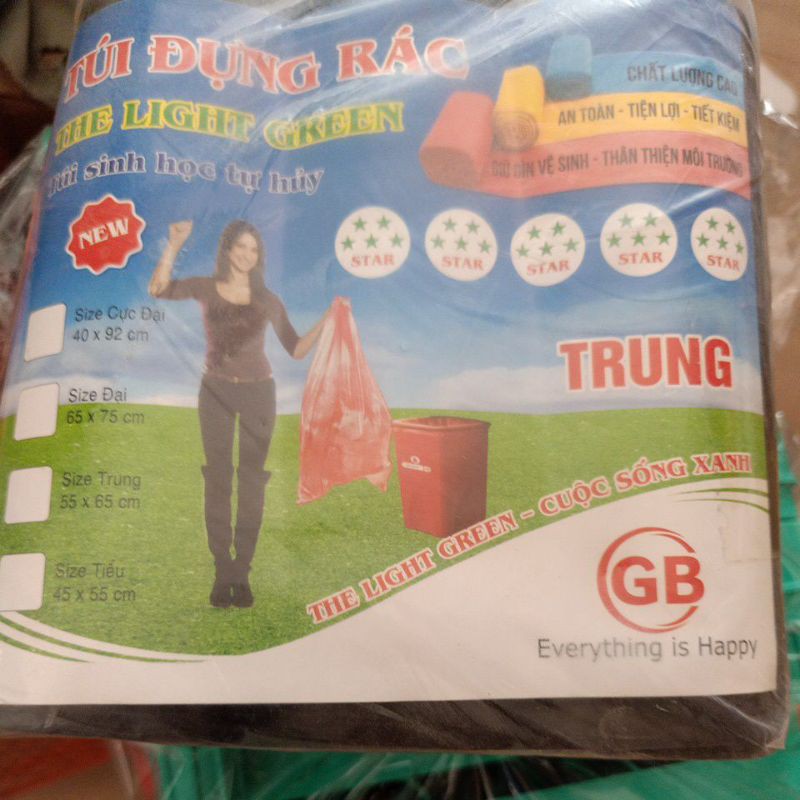 TÚI ĐỰNG RÁC
THE LIGHT GREEN
Túi sinh học tự hủy
CHẤT LƯỢNG CAO
AN TOÀN - TIỆN LỢI - TIẾT KIỆM
GIỮ GÌN VỆ SINH - THÂN THIỆN MÔI TRƯỜNG
NEW
STAR
STAR
STAR
STAR
STAR
Size Cực Đại
40 x 92 cm
Size Đại
65 x 75 cm
Size Trung
55 x 65 cm
Size Tiểu
45 x 55 cm
TRUNG
THE LIGHT GREEN - CUỘC SỐNG XANH
GB
Everything is Happy